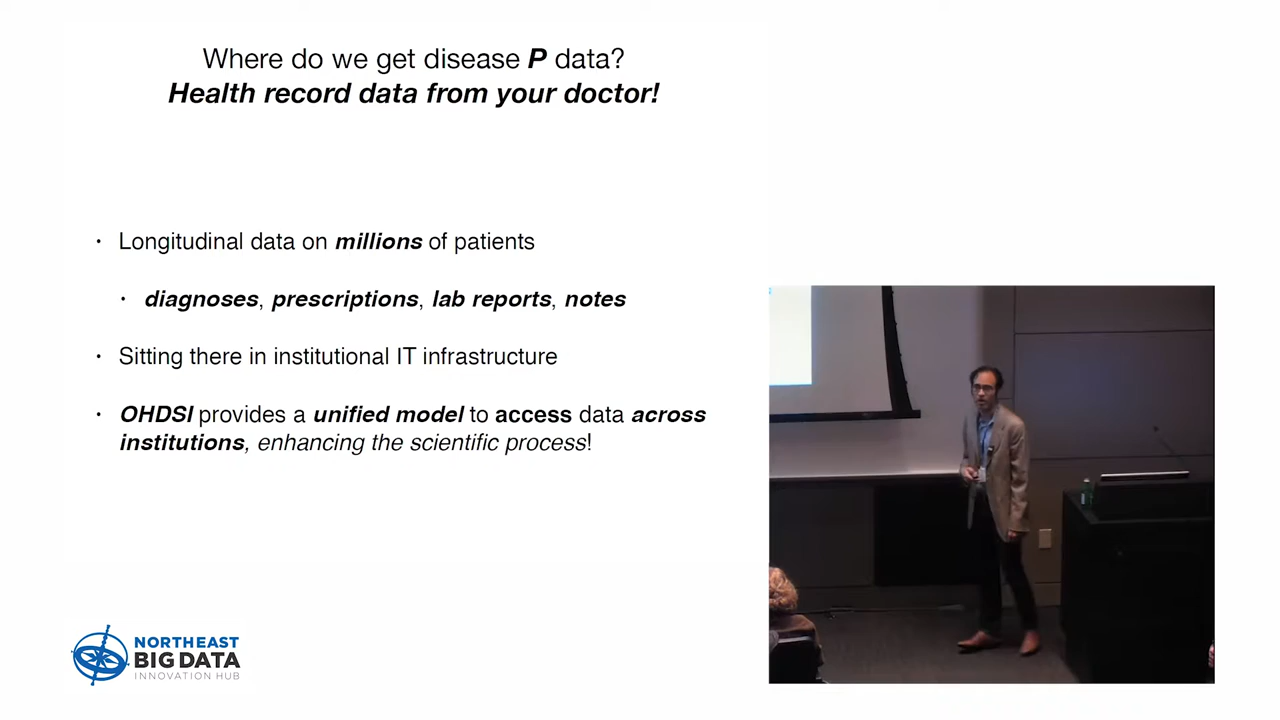 Where do we get disease P data?
Health record data from your doctor!
• Longitudinal data on millions of patients
• diagnoses, prescriptions, lab reports, notes
• Sitting there in institutional IT infrastructure
• OHDSI provides a unified model to access data across
institutions, enhancing the scientific process!
NORTHEAST
BIG DATA
INNOVATION HUB